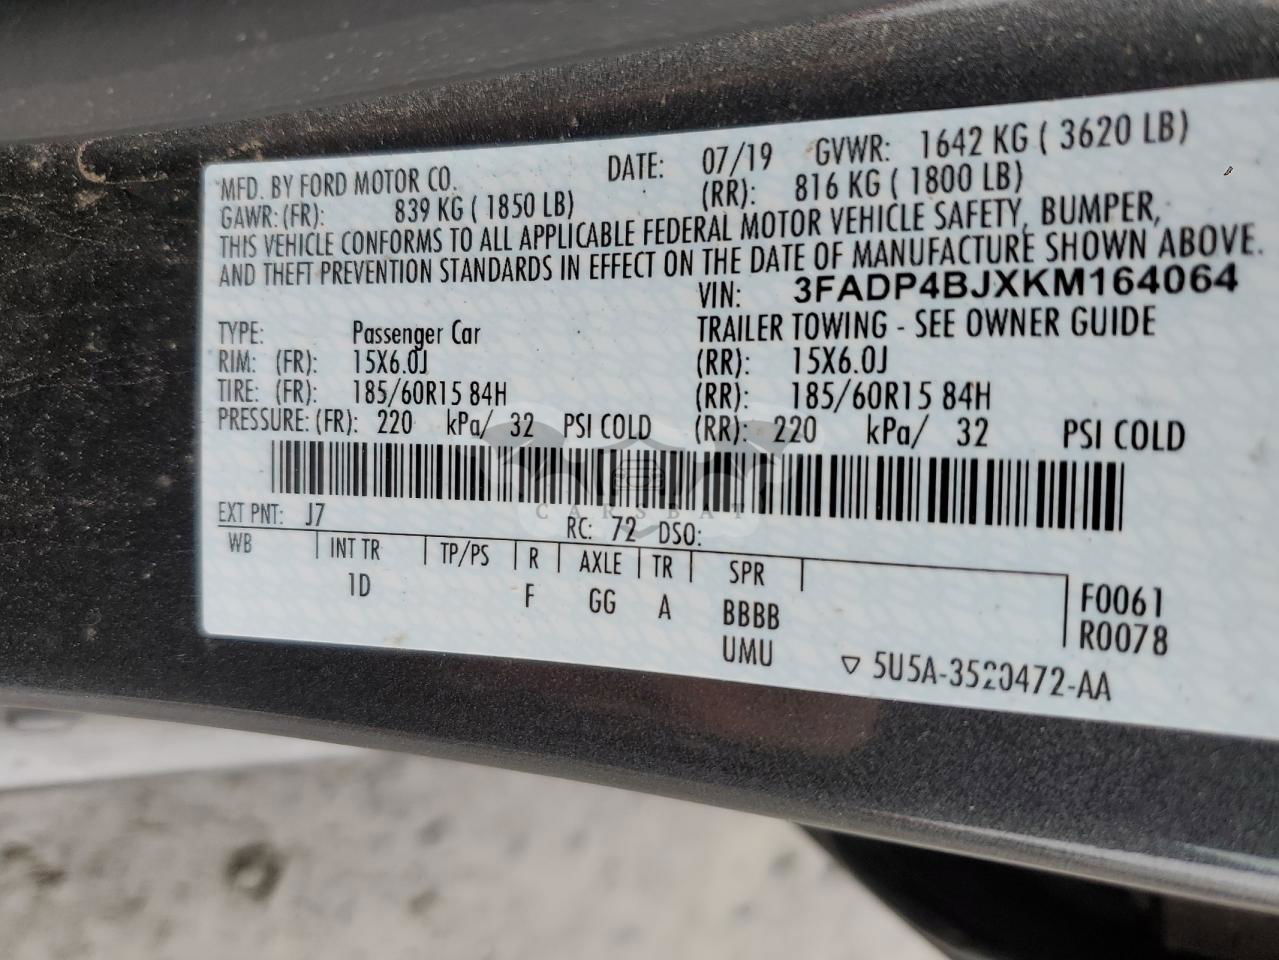 MFD. BY FORD MOTOR CO. DATE: 07/19 GVWR: 1642 KG ( 3620 LB)
GAWR: (FR): 839 KG ( 1850 LB) (RR): 816 KG ( 1800 LB)
THIS VEHICLE CONFORMS TO ALL APPLICABLE FEDERAL MOTOR VEHICLE SAFETY, BUMPER,
AND THEFT PREVENTION STANDARDS IN EFFECT ON THE DATE OF MANUFACTURE SHOWN ABOVE.
VIN: 3FADP4BJXKM164064
TYPE: Passenger Car TRAILER TOWING - SEE OWNER GUIDE
RIM: (FR): 15X6.0J (RR): 15X6.0J
TIRE: (FR): 185/60R15 84H (RR): 185/60R15 84H
PRESSURE: (FR): 220 kPa/ 32 PSI COLD (RR): 220 kPa/ 32 PSI COLD
CARSBAT
EXT PNT: J7 RC: 72 DSO:
WB INT TR TP/PS R AXLE TR SPR
1D F GG A BBBB F0061
UMU R0078
▽ 5U5A-3520472-AA